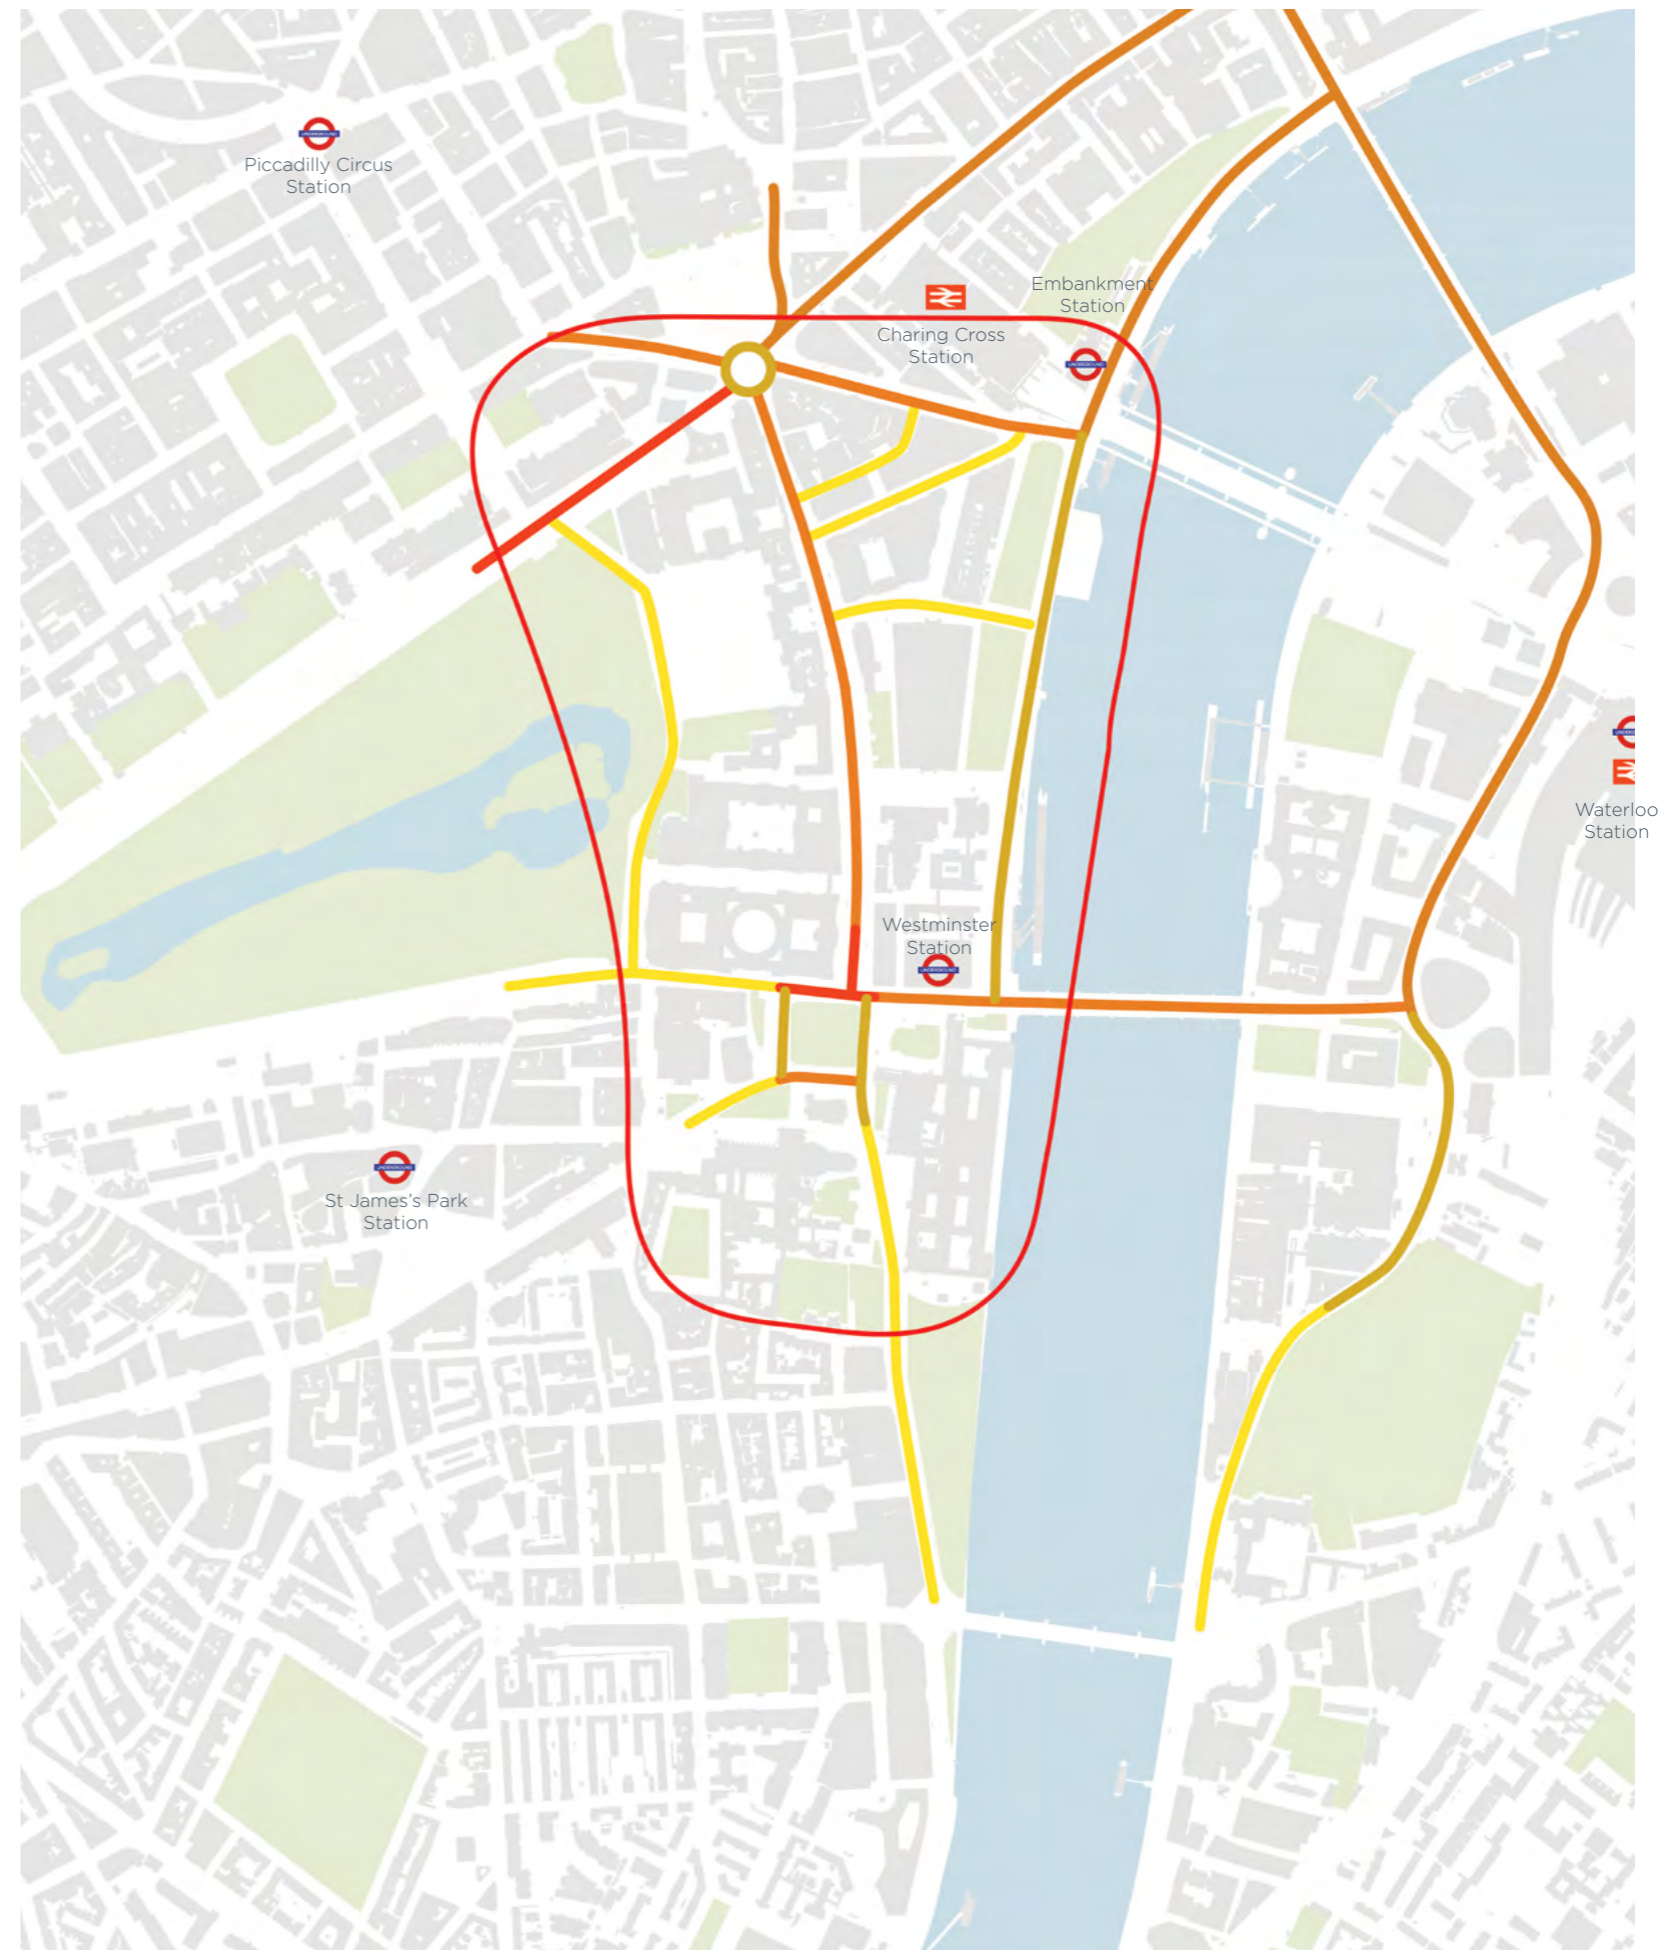 Piccadilly Circus
Station
Embankment
Station
Charing Cross
Station
Waterloo
Station
Westminster
Station
St James's Park
Station